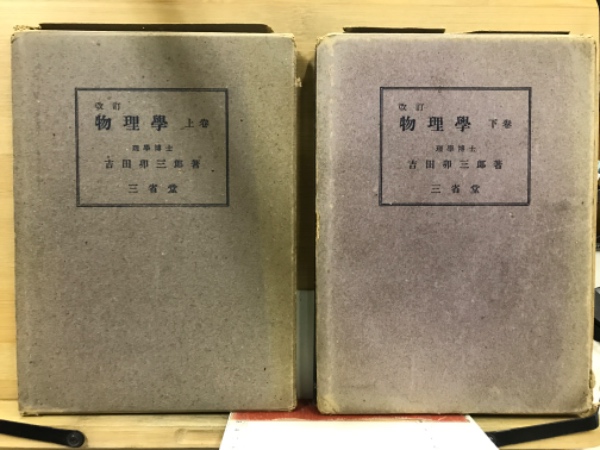 改訂
物理學 上卷
理學博士
吉田卯三郎著
三省堂
改訂
物理學 下卷
理學博士
吉田卯三郎著
三省堂